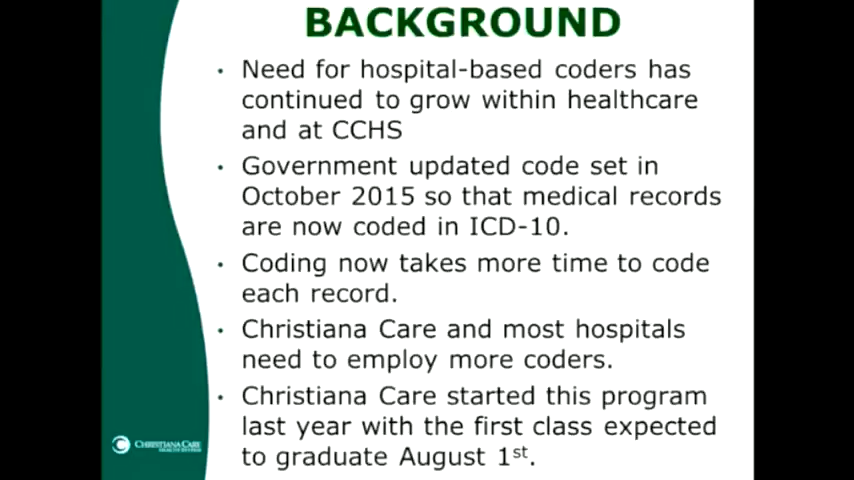 BACKGROUND
• Need for hospital-based coders has
continued to grow within healthcare
and at CCHS
• Government updated code set in
October 2015 so that medical records
are now coded in ICD-10.
• Coding now takes more time to code
each record.
• Christiana Care and most hospitals
need to employ more coders.
• Christiana Care started this program
last year with the first class expected
to graduate August 1st.
CHRISTIANA CARE
HEALTH SYSTEM